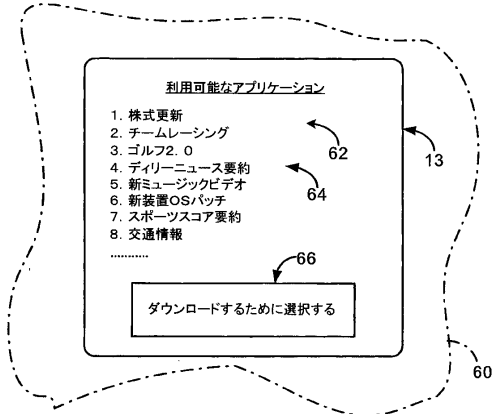 利用可能なアプリケーション
1. 株式更新
2. チームレーシング
3. ゴルフ2.0
4. ディリーニュース要約
5. 新ミュージックビデオ
6. 新装置OSパッチ
7. スポーツスコア要約
8. 交通情報
...........
62
13
64
66
ダウンロードするために選択する
60